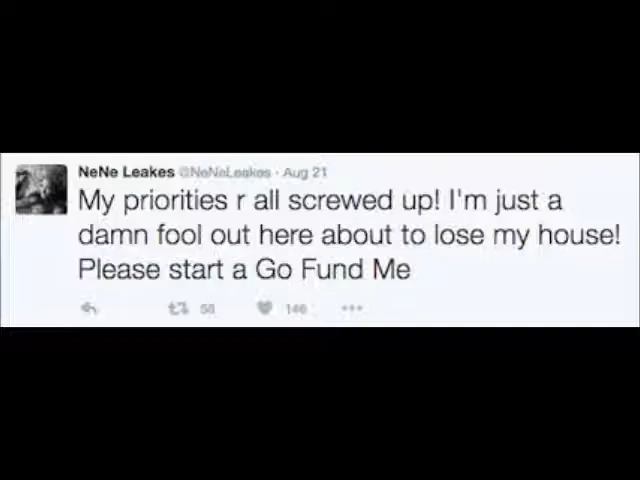 NeNe Leakes @NeNeLeakes · Aug 21
My priorities r all screwed up! I'm just a
damn fool out here about to lose my house!
Please start a Go Fund Me
58 146